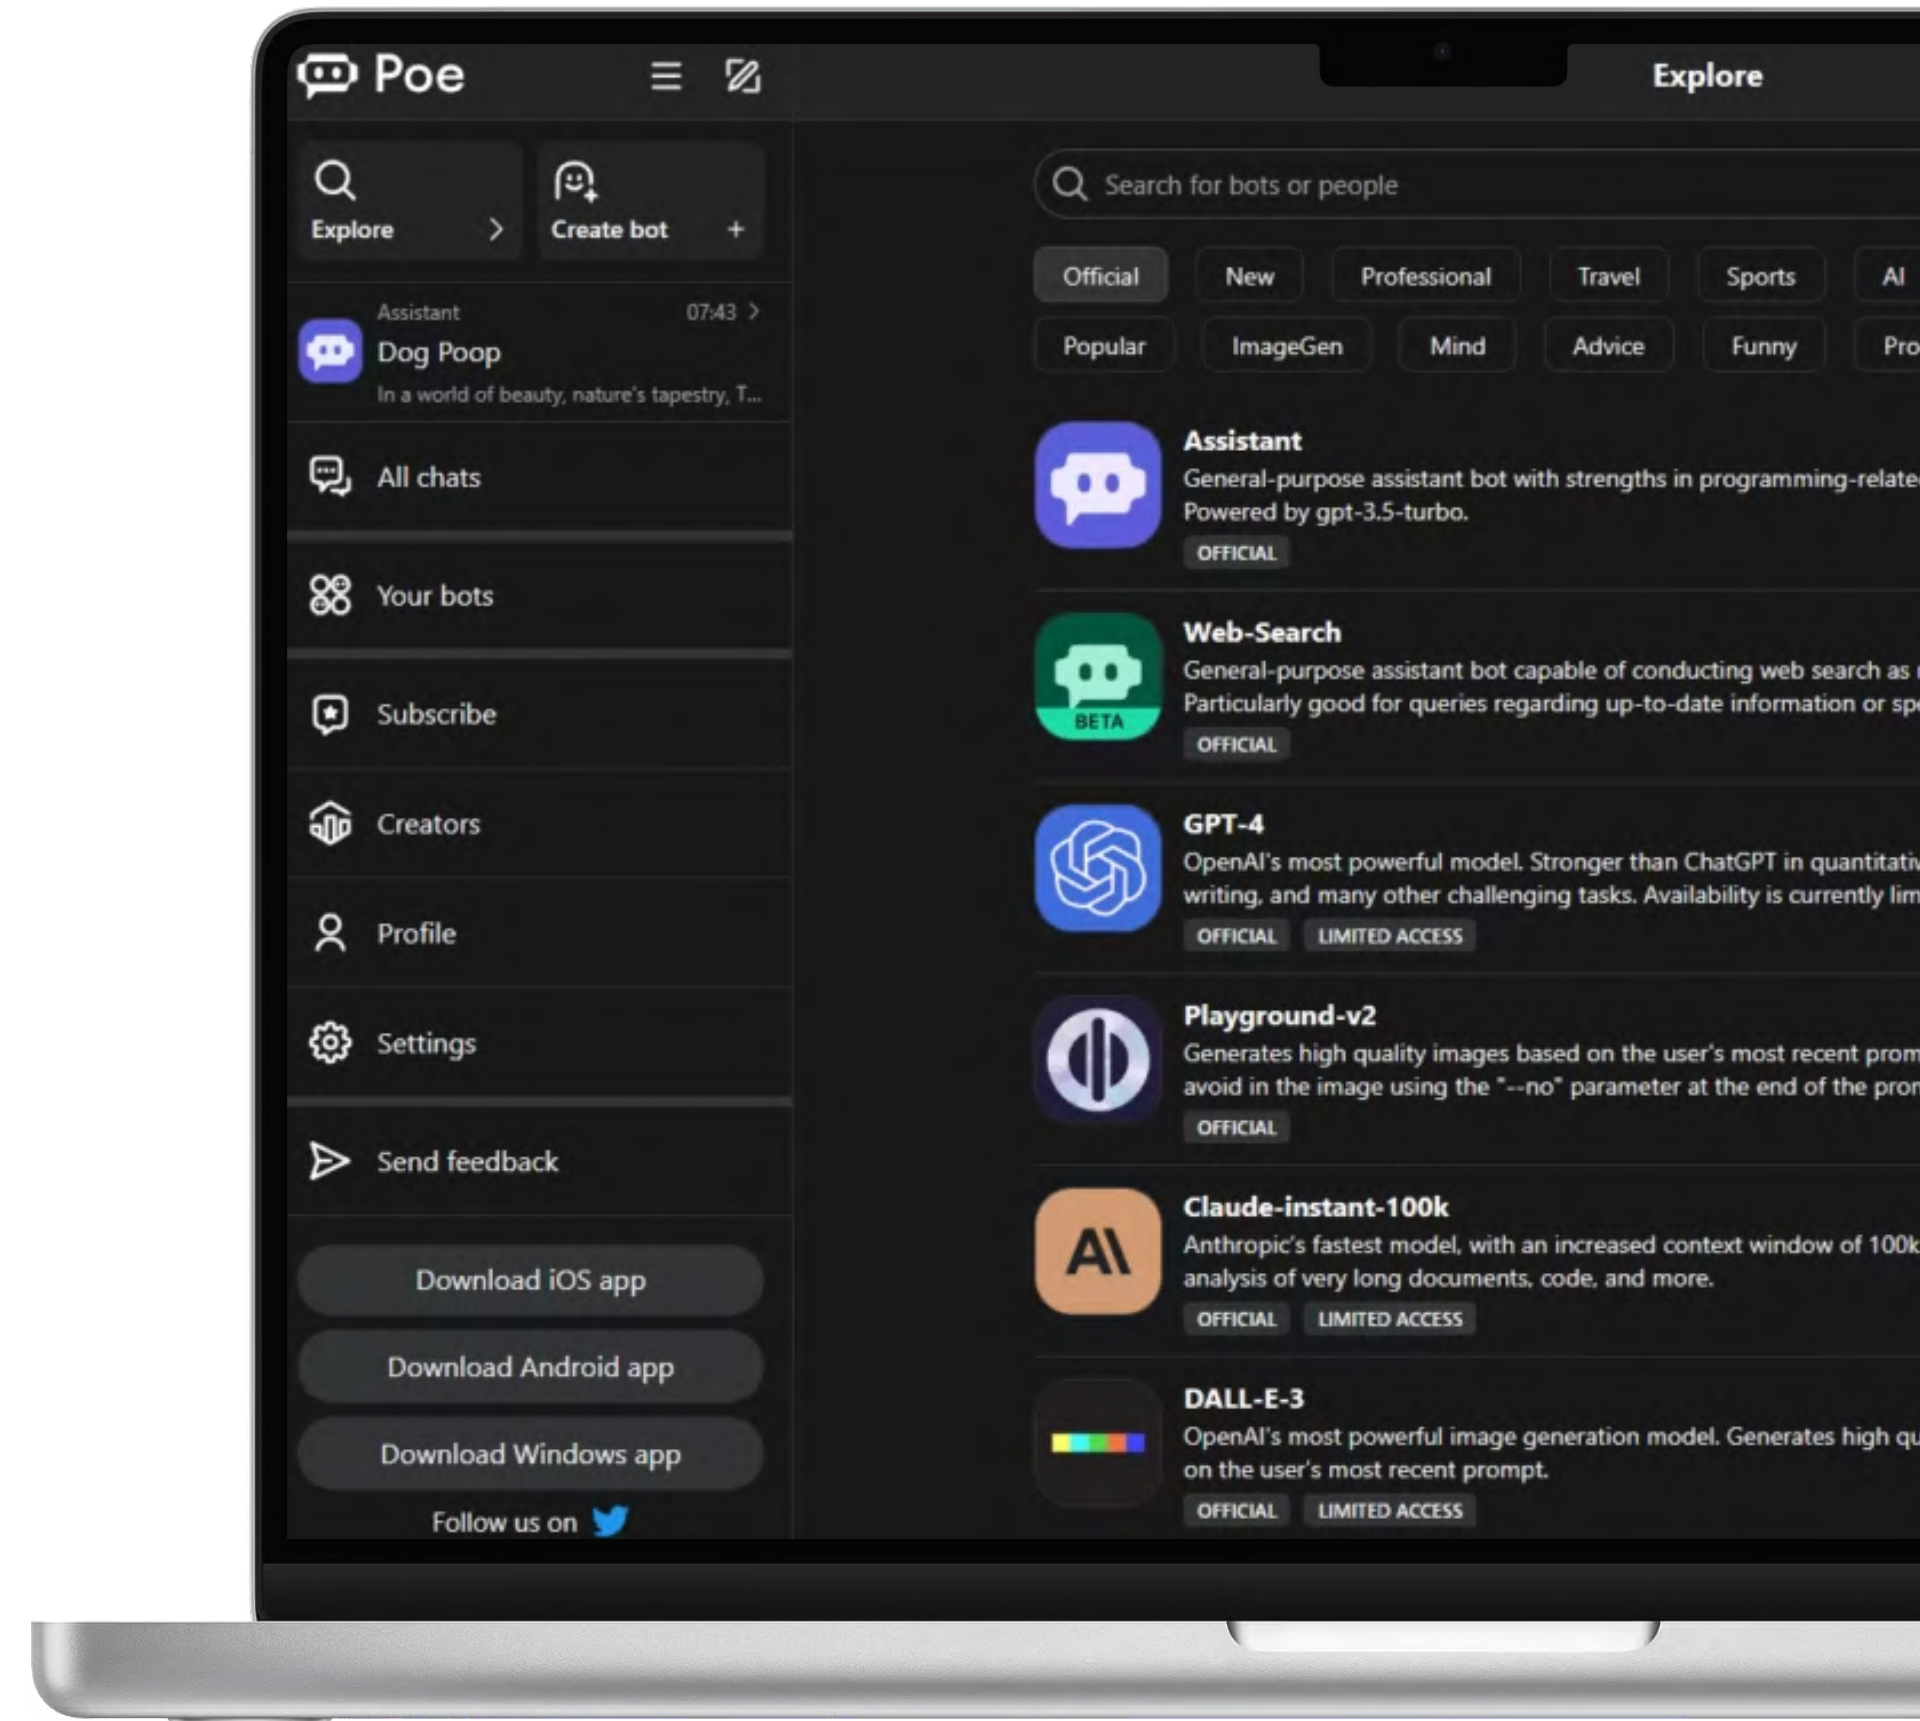 Poe
Explore
Explore
Create bot
Search for bots or people
Official New Professional Travel Sports AI
Popular ImageGen Mind Advice Funny
Assistant 07:43
Dog Poop
In a world of beauty, nature's tapestry, T...
All chats
Your bots
Subscribe
Creators
Profile
Settings
Send feedback
Download iOS app
Download Android app
Download Windows app
Follow us on
Assistant
General-purpose assistant bot with strengths in programming-related
Powered by gpt-3.5-turbo.
OFFICIAL
Web-Search
BETA
General-purpose assistant bot capable of conducting web search as
Particularly good for queries regarding up-to-date information or
OFFICIAL
GPT-4
OpenAI's most powerful model. Stronger than ChatGPT in
writing, and many other challenging tasks. Availability is currently
OFFICIAL LIMITED ACCESS
Playground-v2
Generates high quality images based on the user's most recent
avoid in the image using the "--no" parameter at the end of the
OFFICIAL
AI
Claude-instant-100k
Anthropic's fastest model, with an increased context window of 100k
analysis of very long documents, code, and more.
OFFICIAL LIMITED ACCESS
DALL-E-3
OpenAI's most powerful image generation model. Generates high
on the user's most recent prompt.
OFFICIAL LIMITED ACCESS